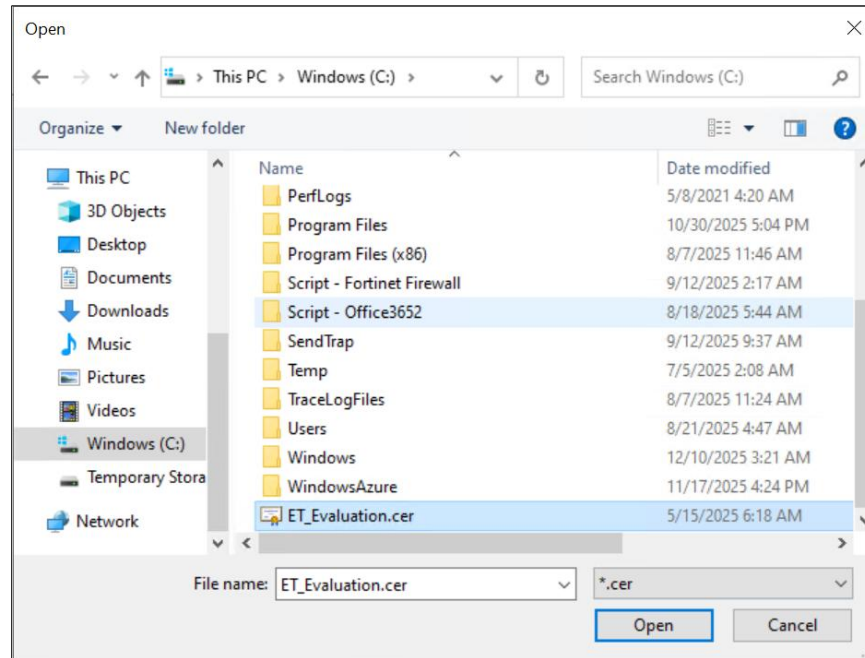 Open
This PC > Windows (C:) >
Search Windows (C:)
Organize
New folder
This PC
3D Objects
Desktop
Documents
Downloads
Music
Pictures
Videos
Windows (C:)
Temporary Stora
Network
Name Date modified
PerfLogs 5/8/2021 4:20 AM
Program Files 10/30/2025 5:04 PM
Program Files (x86) 8/7/2025 11:46 AM
Script - Fortinet Firewall 9/12/2025 2:17 AM
Script - Office3652 8/18/2025 5:44 AM
SendTrap 9/12/2025 9:37 AM
Temp 7/5/2025 2:08 AM
TraceLogFiles 8/7/2025 11:24 AM
Users 8/21/2025 4:47 AM
Windows 12/10/2025 3:21 AM
WindowsAzure 11/17/2025 4:24 PM
ET_Evaluation.cer 5/15/2025 6:18 AM
File name: ET_Evaluation.cer
*.cer
Open
Cancel